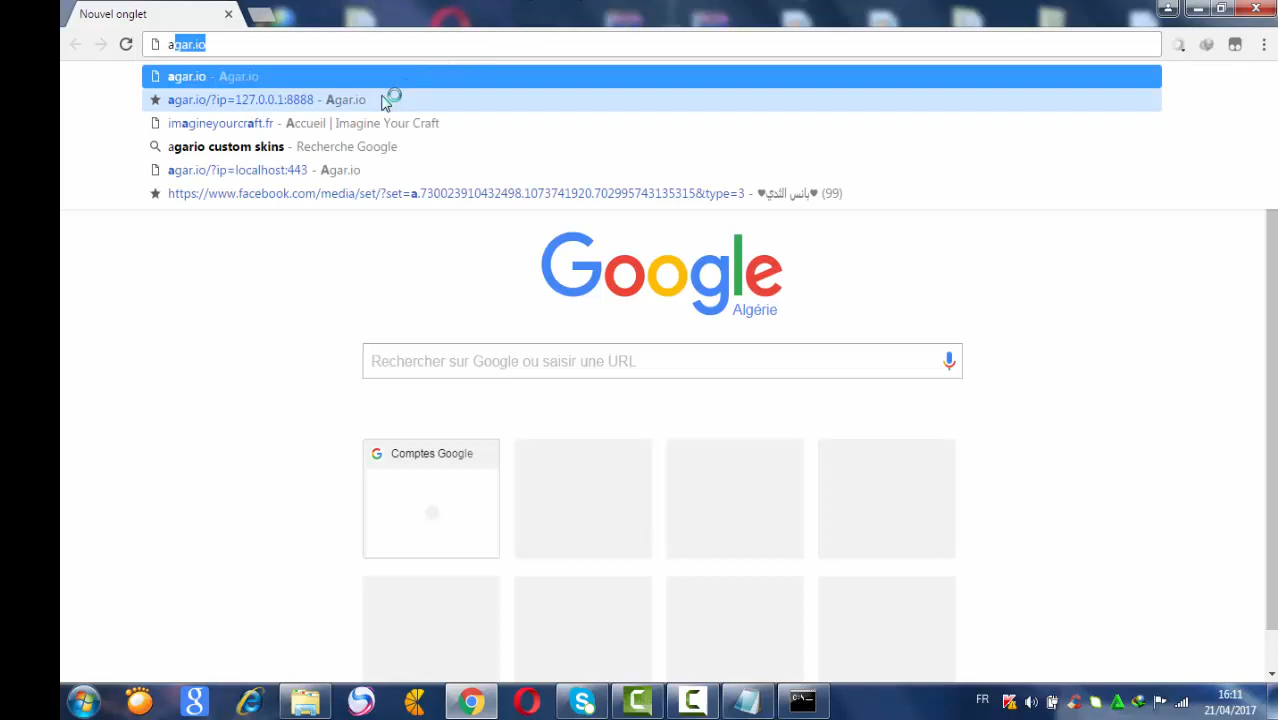 Nouvel onglet
agar.io
agar.io - Agar.io
agar.io/?ip=127.0.0.1:8888 - Agar.io
imagineyourcraft.fr - Accueil | Imagine Your Craft
agario custom skins - Recherche Google
agar.io/?ip=localhost:443 - Agar.io
https://www.facebook.com/media/set/?set=a.730023910432498.1073741920.702995743135315&type=3 - ♥بانس الثدي♥ (99)
Google
Algérie
Rechercher sur Google ou saisir une URL
Comptes Google
FR
16:11
21/04/2017